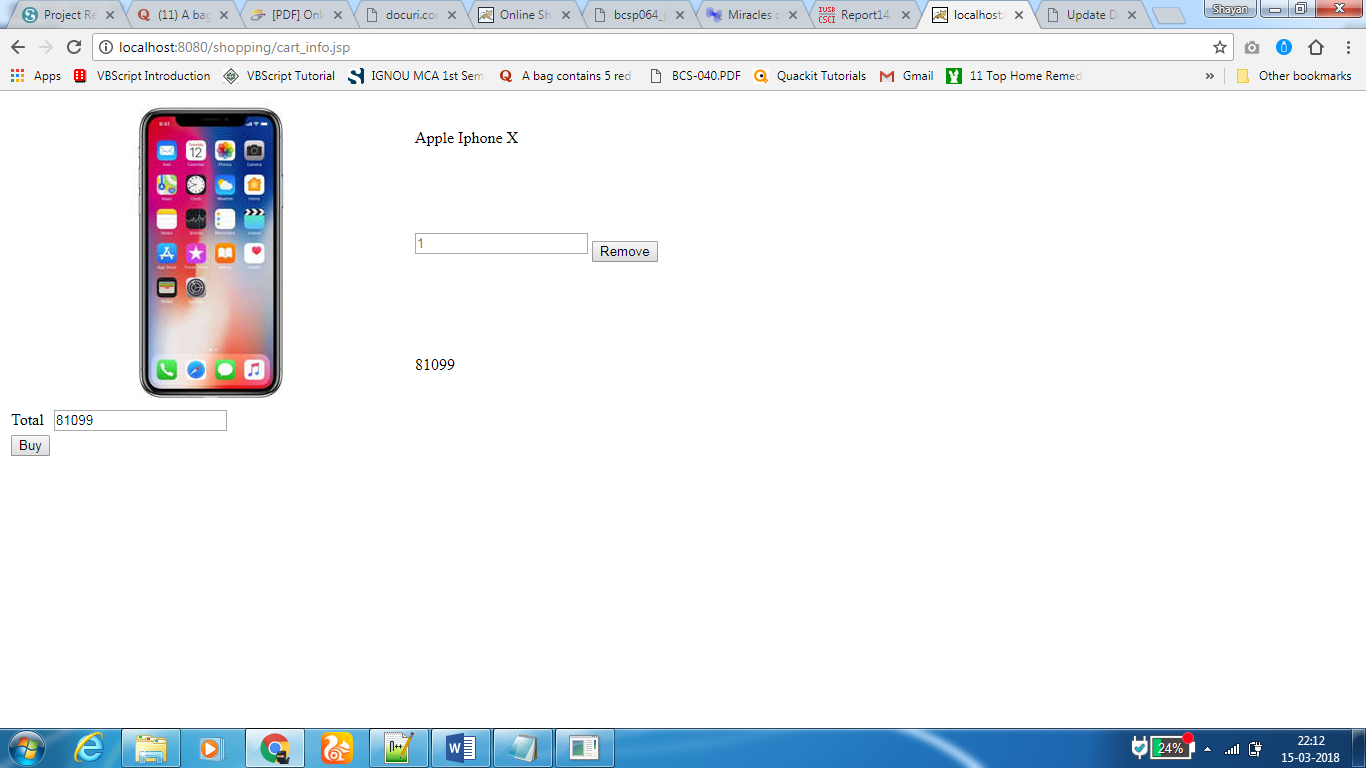 Project Re
(11) A bag
[PDF] Onl
docuri.cor
Online Sh
bcsp064_
Miracles o
Report14.
localhost:
Update D
Shayan
localhost:8080/shopping/cart_info.jsp
Apps
VBScript Introduction
VBScript Tutorial
IGNOU MCA 1st Sem
A bag contains 5 red
BCS-040.PDF
Quackit Tutorials
Gmail
11 Top Home Remed
»
Other bookmarks
Apple Iphone X
1
Remove
81099
Total 81099
Buy
24%
22:12
15-03-2018